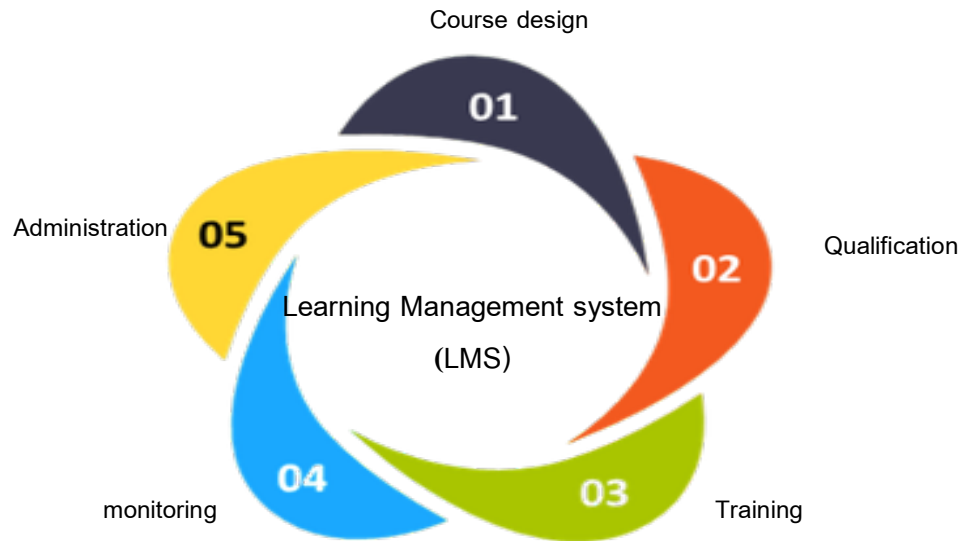 Course design
01
02
Qualification
03
Training
04
monitoring
05
Administration
Learning Management system
(LMS)